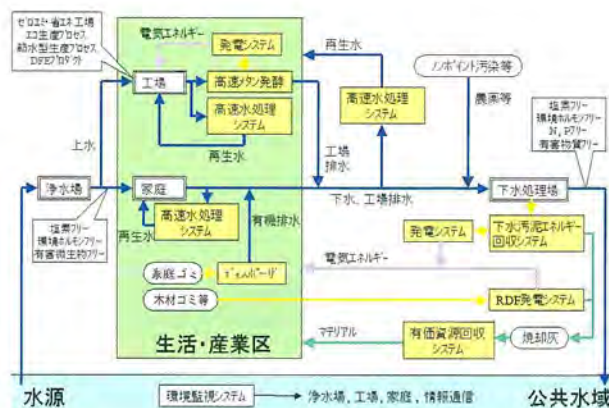 ゼロエミ・省エネ工場
エコ生産プロセス
節水型生産プロセス
DFEプロダクト
電気エネルギー
発電システム
再生水
ノンポイント汚染等
工場
高速メタン発酵
高速水処理
システム
高速水処理
システム
農薬等
塩素フリー
環境ホルモンフリー
N, Pフリー
有害物質フリー
上水
再生水
工場
排水
浄水場
家庭
下水、工場排水
下水処理場
塩素フリー
環境ホルモンフリー
有害微生物フリー
再生水
高速水処理
システム
有機排水
発電システム
下水汚泥エネルギー
回収システム
電気エネルギー
家庭ゴミ
ディスポーザ
木材ゴミ等
RDF発電システム
生活・産業区
マテリアル
有価資源回収
システム
焼却灰
水源
環境監視システム
浄水場, 工場, 家庭, 情報通信
公共水域